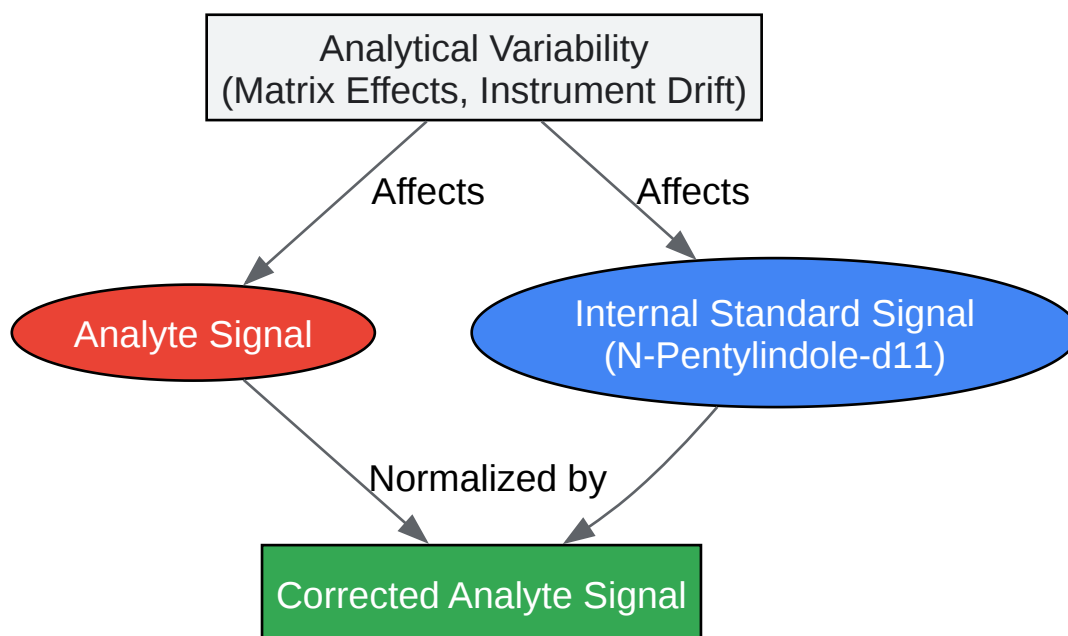 Analytical Variability
(Matrix Effects, Instrument Drift)
Affects
Affects
Analyte Signal
Internal Standard Signal
(N-Pentylindole-d11)
Normalized by
Corrected Analyte Signal